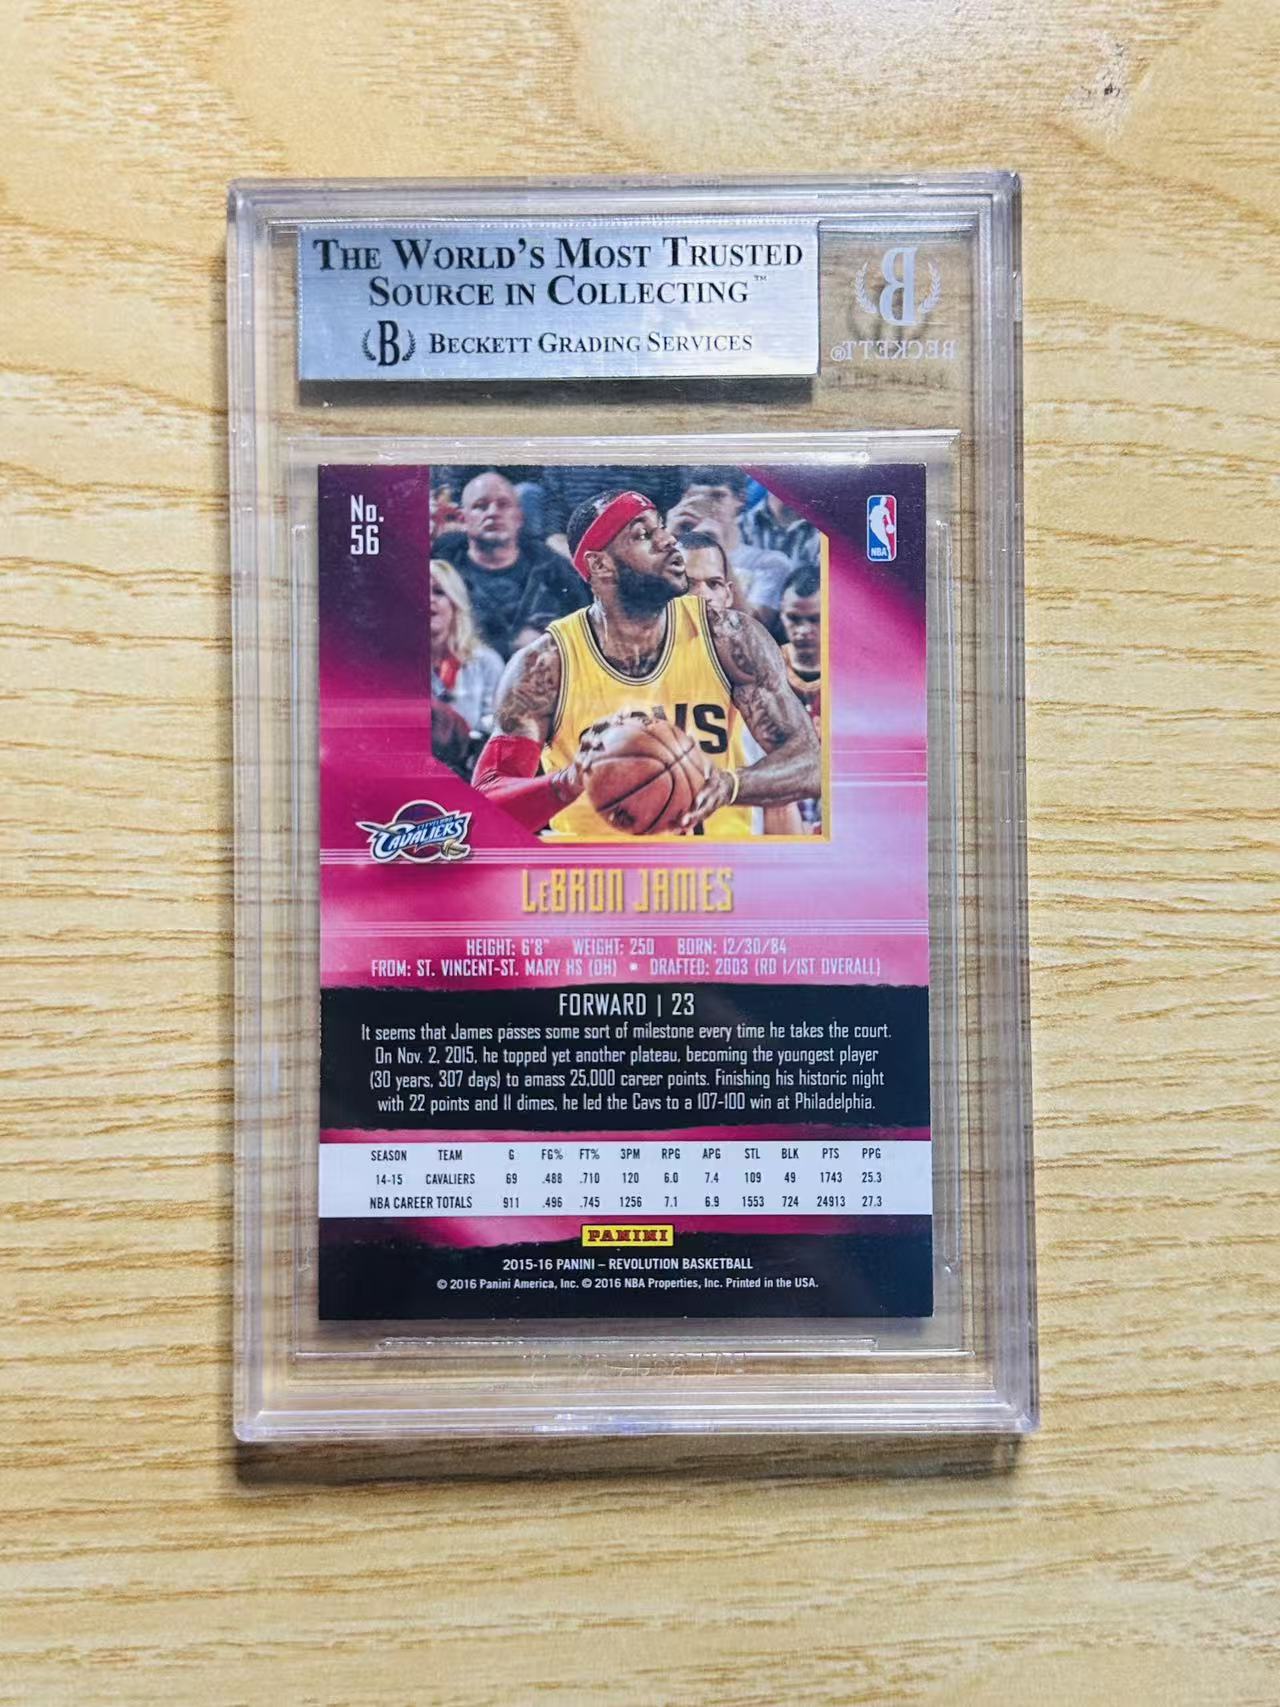 THE WORLD'S MOST TRUSTED
SOURCE IN COLLECTING™
B BECKETT GRADING SERVICES
B
BECKETT®
No.
56
NBA
CAVS
CLEVELAND
CAVALIERS
LeBRON JAMES
HEIGHT: 6'8" WEIGHT: 250 BORN: 12/30/84
FROM: ST. VINCENT-ST. MARY HS (OH) • DRAFTED: 2003 (RD 1/1ST OVERALL)
FORWARD | 23
It seems that James passes some sort of milestone every time he takes the court.
On Nov. 2, 2015, he topped yet another plateau, becoming the youngest player
(30 years, 307 days) to amass 25,000 career points. Finishing his historic night
with 22 points and 11 dimes, he led the Cavs to a 107-100 win at Philadelphia.
SEASON TEAM G FG% FT% 3PM RPG APG STL BLK PTS PPG
14-15 CAVALIERS 69 .488 .710 120 6.0 7.4 109 49 1743 25.3
NBA CAREER TOTALS 911 .496 .745 1256 7.1 6.9 1553 724 24913 27.3
PANINI
2015-16 PANINI – REVOLUTION BASKETBALL
© 2016 Panini America, Inc. © 2016 NBA Properties, Inc. Printed in the USA.